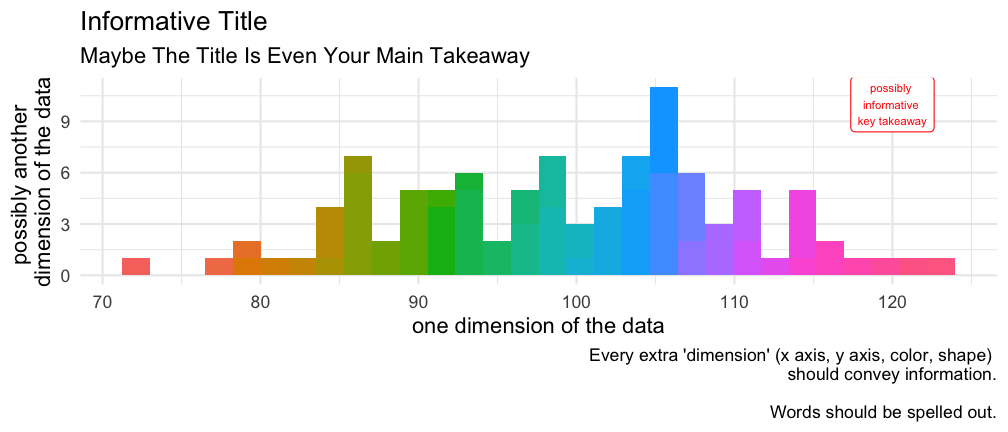 Informative Title
Maybe The Title Is Even Your Main Takeaway
possibly another
dimension of the data
9
6
3
0
possibly
informative
key takeaway
70 80 90 100 110 120
one dimension of the data
Every extra 'dimension' (x axis, y axis, color, shape)
should convey information.
Words should be spelled out.